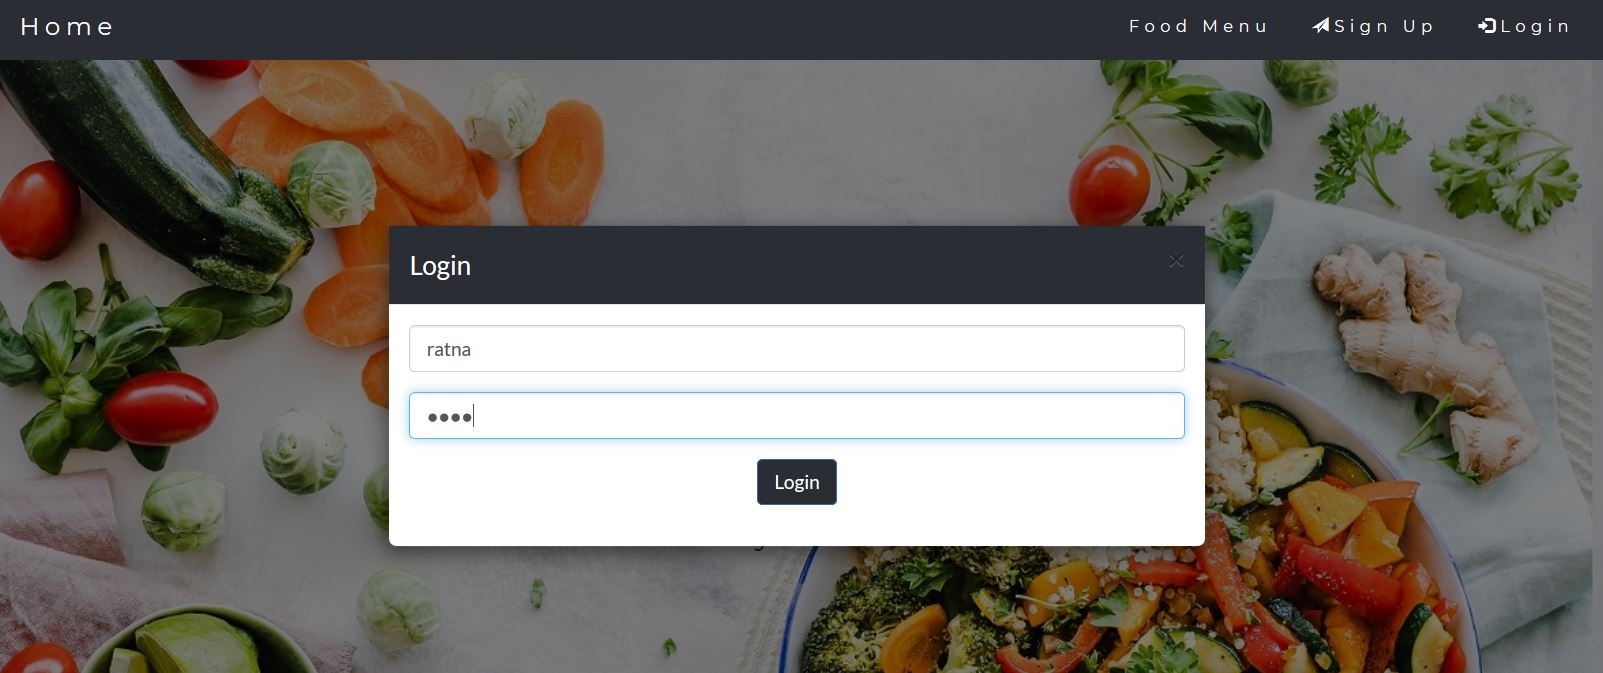 Home
Food Menu
Sign Up
Login
Login
×
ratna
••••
Login